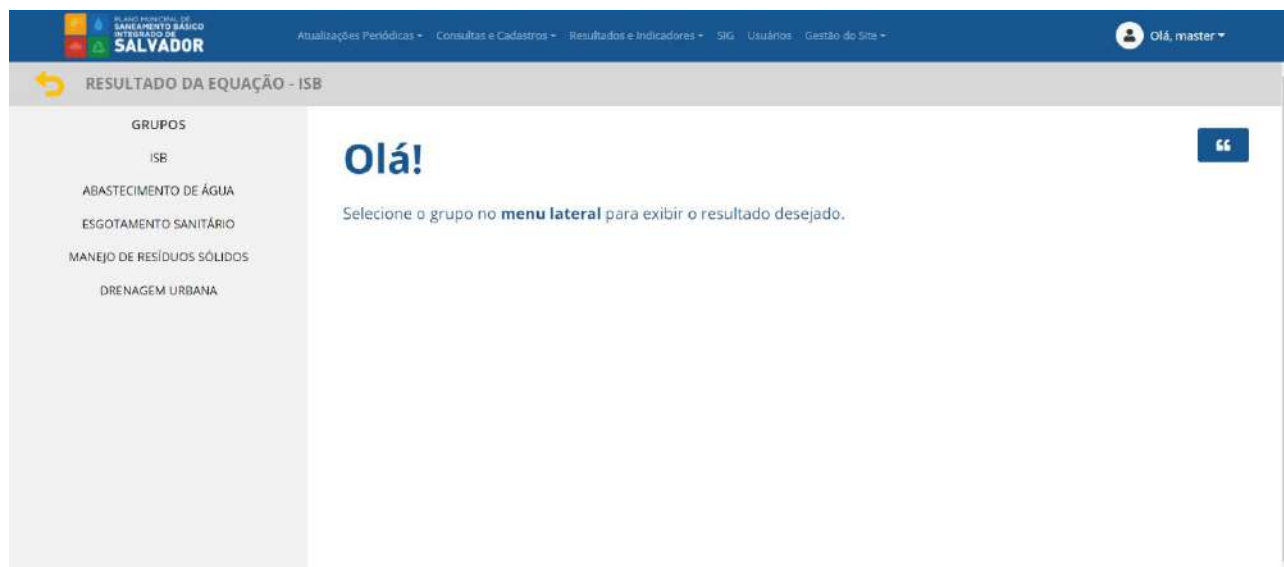 PLANO MUNICIPAL DE
SANEAMENTO BÁSICO
INTEGRADO DE
SALVADOR
Atualizações Periódicas Consultas e Cadastros Resultados e Indicadores SIG Usuários Gestão do Site
Olá, master
RESULTADO DA EQUAÇÃO - ISB
GRUPOS
ISB
ABASTECIMENTO DE ÁGUA
ESGOTAMENTO SANITÁRIO
MANEJO DE RESÍDUOS SÓLIDOS
DRENAGEM URBANA
Olá!
Selecione o grupo no menu lateral para exibir o resultado desejado.